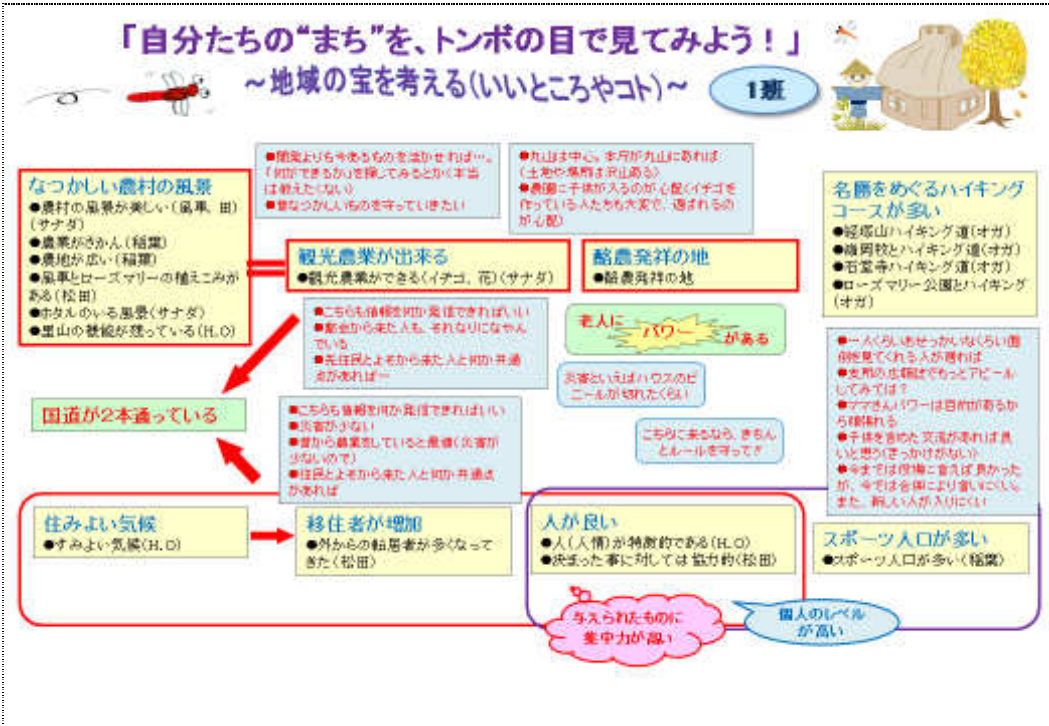 「自分たちの“まち”を、トンボの目で見てみよう！」
～地域の宝を考える(いいところやコト)～
1班
なつかしい農村の風景
●農村の風景が美しい(風車、田)
(サナダ)
●農業がさかん(稲葉)
●農地が広い(稲葉)
●風車とローズマリーの植えこみが
ある(松田)
●ホタルのいる風景(サナダ)
●里山の機能が残っている(H.O)
●開発よりも今あるものを活かせれば…。
「何ができるか」を探してみるとか(本当
は教えたくない)
●昔なつかしいものを守っていきたい
●丸山は中心。本庁が丸山にあれば
(土地や場所は沢山ある)
●農園に子供が入るのが心配(イチゴを
作っている人たちも大変で、
が心配)
観光農業が出来る
●観光農業ができる(イチゴ、花)(サナダ)
酪農発祥の地
●酪農発祥の地
名勝をめぐるハイキング
コースが多い
●経塚山ハイキング道(オガ)
●嶺岡校とハイキング道(オガ)
●石堂寺ハイキング道(オガ)
●ローズマリー公園とハイキング
(オガ)
●こちらも情報を何か発信できればいい
●都会から来た人も、それなりになやん
でいる
●先住民とよそから来た人と何か共通
点があれば…
老人に
パワー
がある
災害といえばハウスのビ
ニールが切れたくらい
こちらに来るなら、きちん
とルールを守って？
●一人くらいおせっかいなくらい面
倒を見てくれる人が居れば
●支所の広報誌でもっとアピール
してみては？
●ママさんパワーは目的があるか
ら頑張れる
●子供を含めた交流があれば良
いと思う(きっかけがない)
●今までは役場に言えば良かった
が、今では合併により言いにくい。
また、新しい人が入りにくい
国道が2本通っている
●こちらも情報を何か発信できればいい
●災害が少ない
●昔から農業をしていると最適(災害が
少ないので)
●住民とよそから来た人と何か共通点
があれば
住みよい気候
●すみよい気候(H.O)
移住者が増加
●外からの転居者が多くなって
きた(松田)
人が良い
●人(人情)が特徴的である(H.O)
●決まった事に対しては協力的(松田)
スポーツ人口が多い
●スポーツ人口が多い(稲葉)
与えられたものに
集中力が高い
個人のレベル
が高い